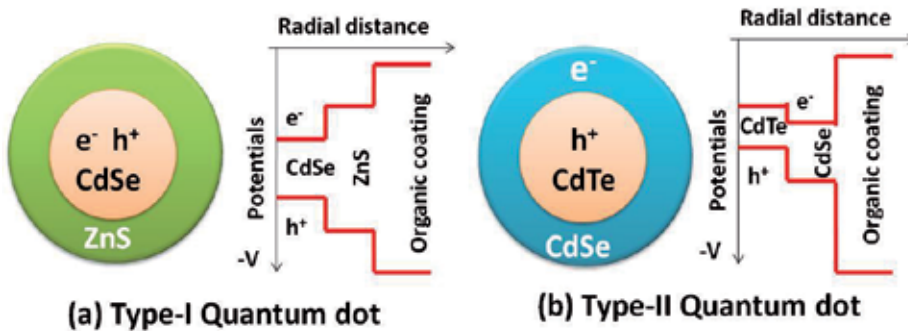 Radial distance
e⁻ h⁺
CdSe
ZnS
Potentials
-V
e⁻
CdSe
h⁺
ZnS
Organic coating
(a) Type-I Quantum dot
Radial distance
e⁻
h⁺
CdTe
CdSe
Potentials
-V
e⁻
CdTe
h⁺
CdSe
Organic coating
(b) Type-II Quantum dot